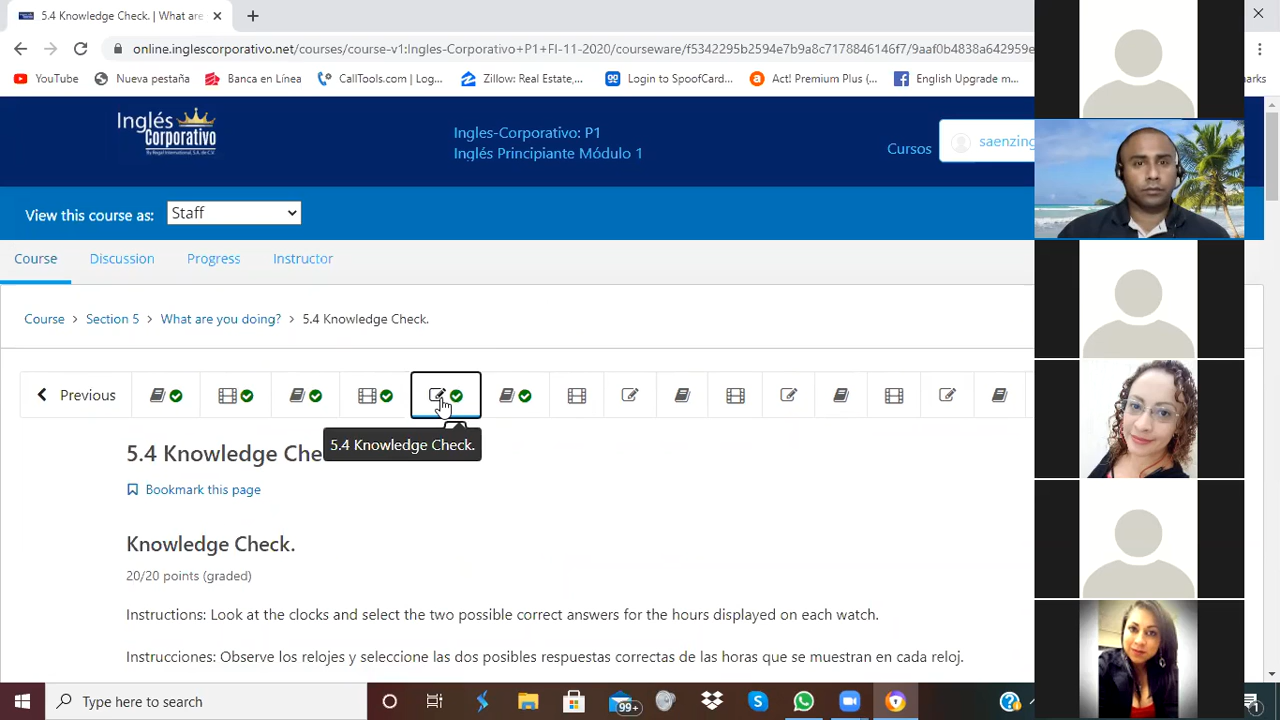 5.4 Knowledge Check. | What are
online.inglescorporativo.net/courses/course-v1:Ingles-Corporativo+P1+FI-11-2020/courseware/f5342295b2594e7b9a8c7178846146f7/9aaf0b4838a642959e
YouTube
Nueva pestaña
Banca en Línea
CallTools.com | Log...
Zillow: Real Estate,...
Login to SpoofCard...
Act! Premium Plus (...
English Upgrade m...
Inglés
Corporativo
By Regal International, S.A. de C.V.
Ingles-Corporativo: P1
Inglés Principiante Módulo 1
Cursos
saenzing
View this course as:
Staff
Course
Discussion
Progress
Instructor
Course > Section 5 > What are you doing? > 5.4 Knowledge Check.
Previous
5.4 Knowledge Che
5.4 Knowledge Check.
Bookmark this page
Knowledge Check.
20/20 points (graded)
Instructions: Look at the clocks and select the two possible correct answers for the hours displayed on each watch.
Instrucciones: Observe los relojes y seleccione las dos posibles respuestas correctas de las horas que se muestran en cada reloj.
Type here to search
99+